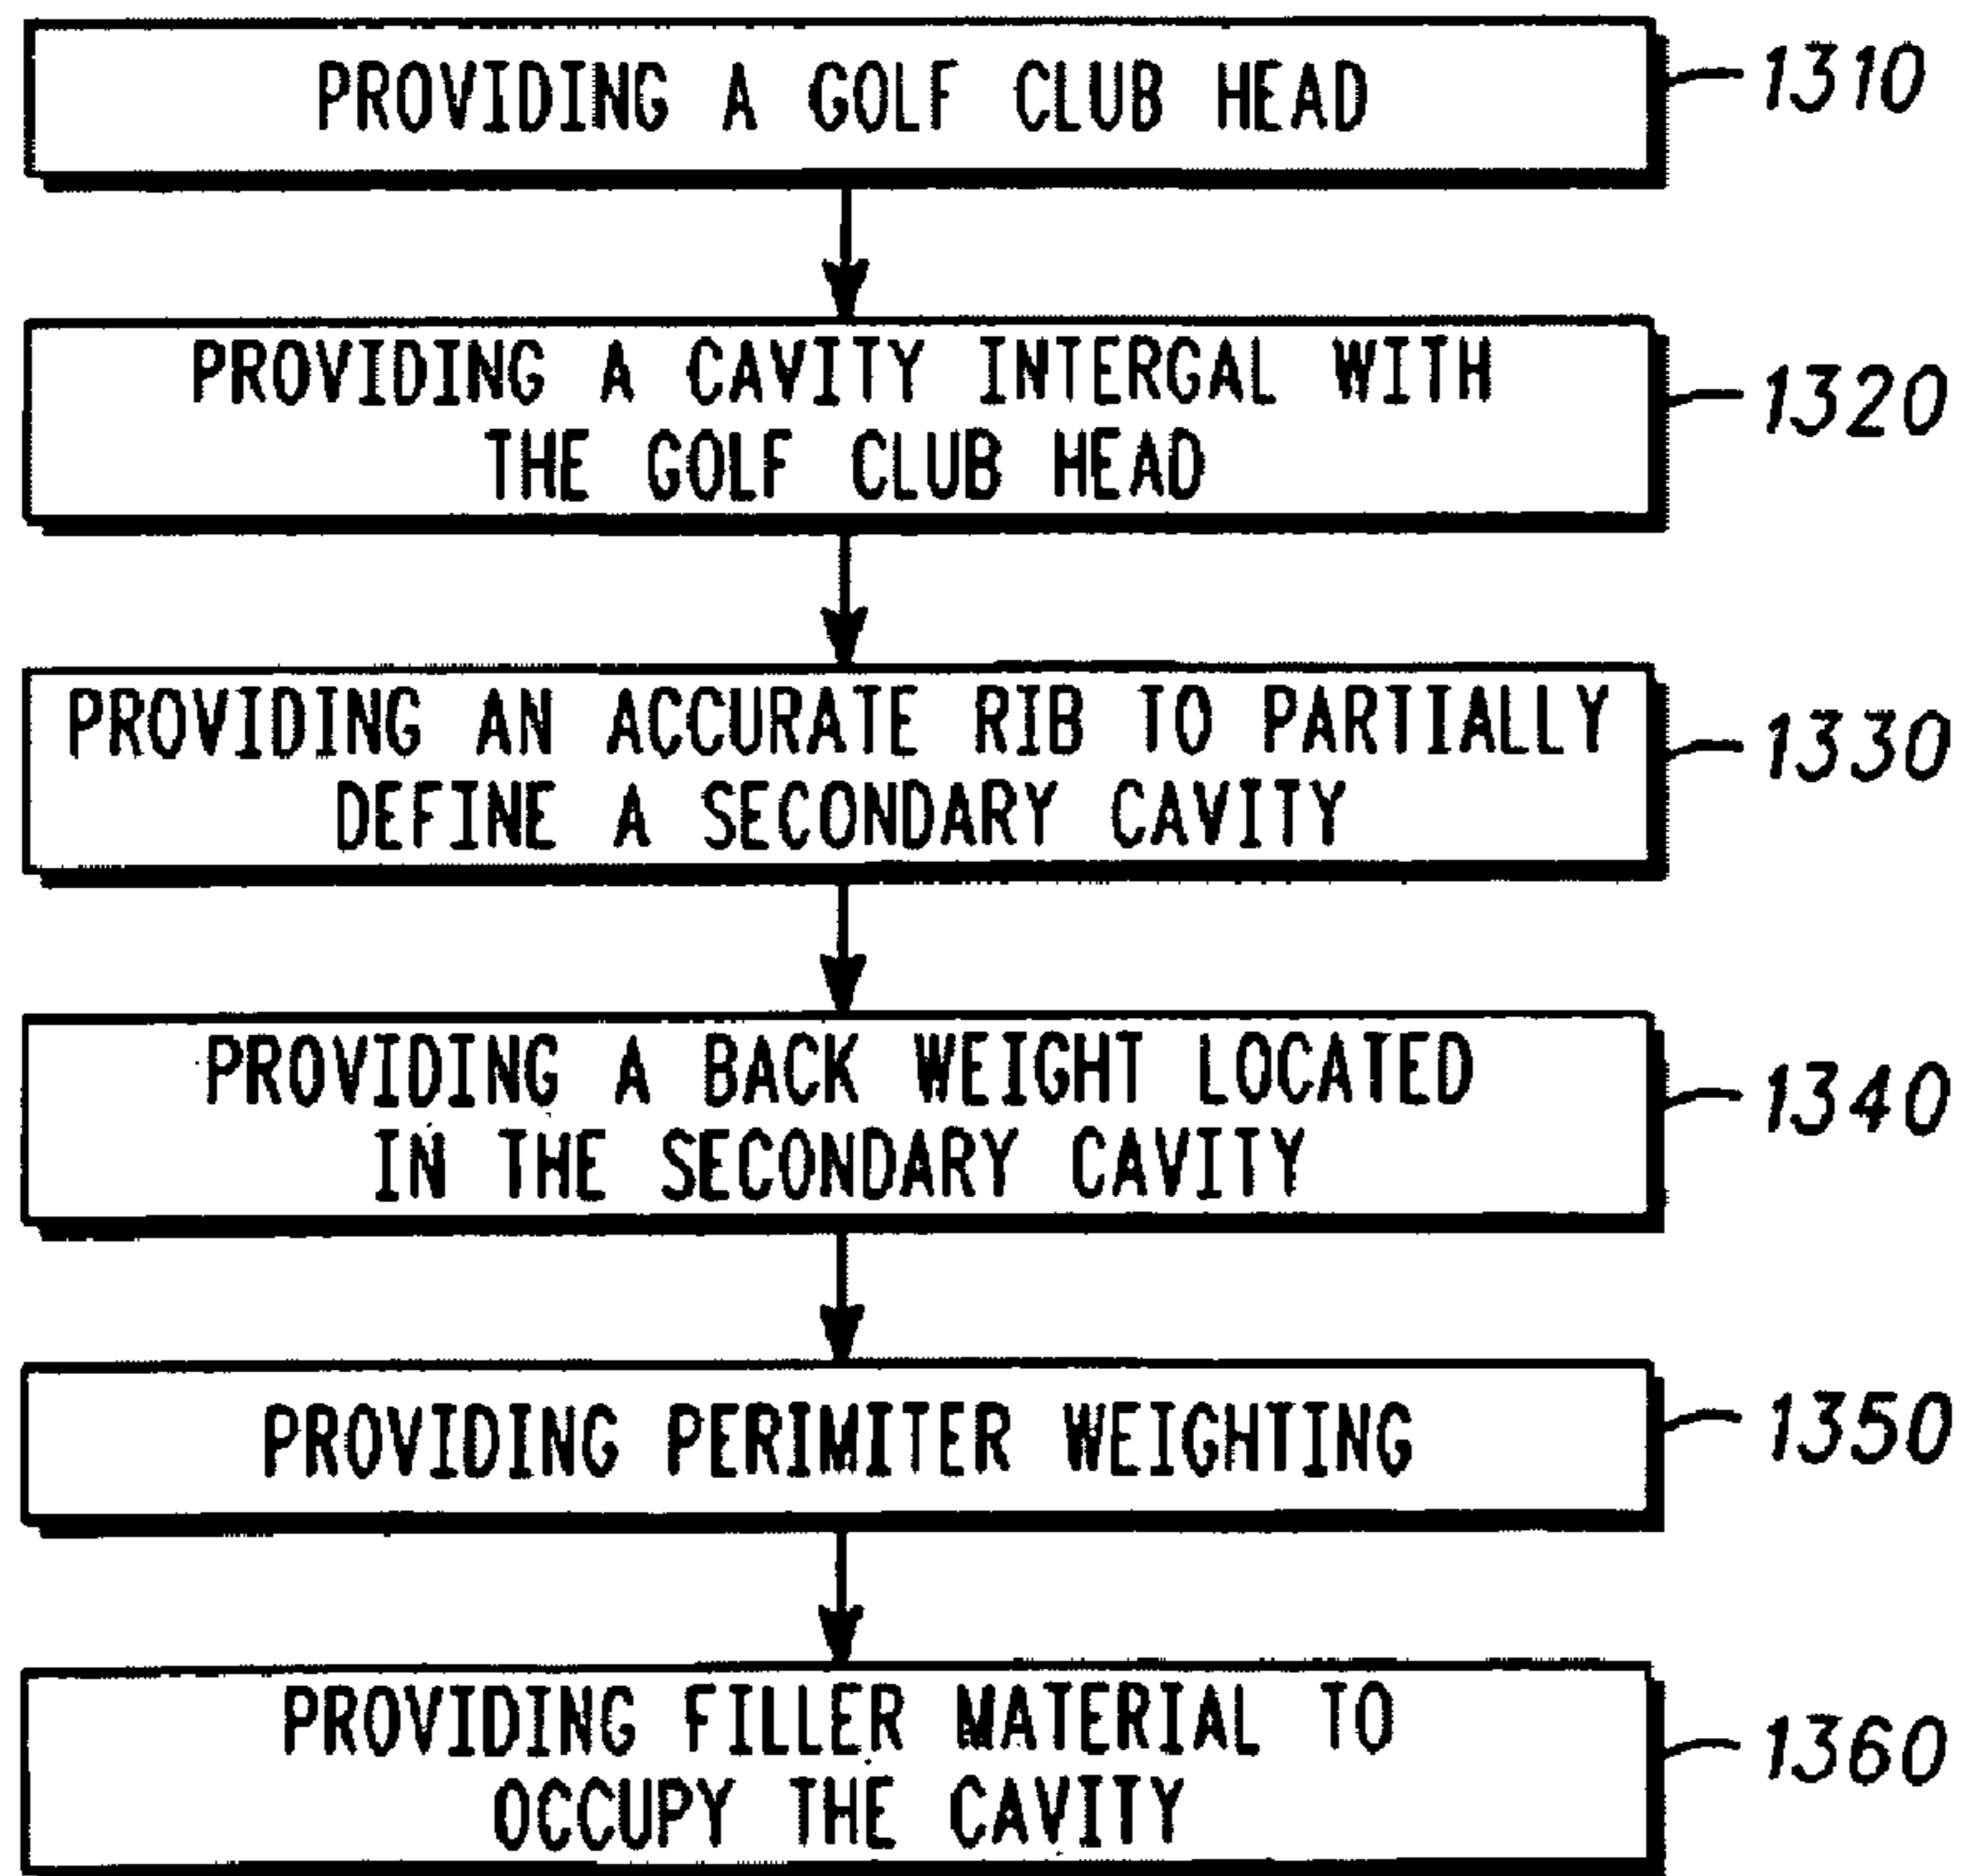 PROVIDING A GOLF CLUB HEAD
1310
PROVIDING A CAVITY INTERGAL WITH
THE GOLF CLUB HEAD
1320
PROVIDING AN ACCURATE RIB TO PARTIALLY
DEFINE A SECONDARY CAVITY
1330
PROVIDING A BACK WEIGHT LOCATED
IN THE SECONDARY CAVITY
1340
PROVIDING PERIMITER WEIGHTING
1350
PROVIDING FILLER MATERIAL TO
OCCUPY THE CAVITY
1360